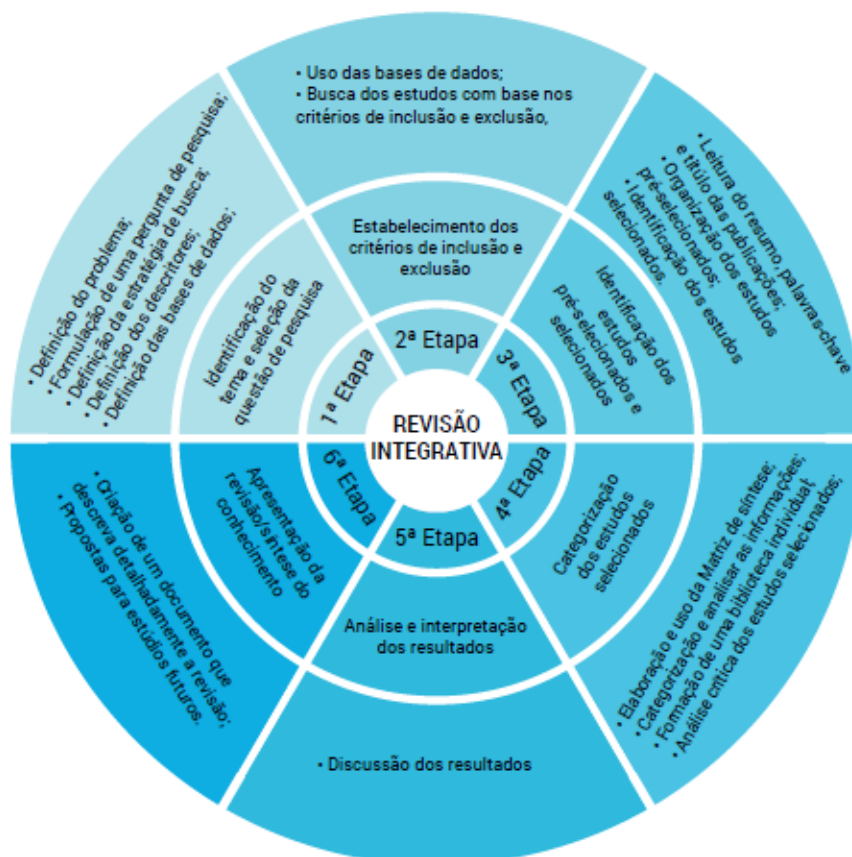 REVISÃO
INTEGRATIVA
1ª Etapa
Identificação do
tema e seleção da
questão de pesquisa
• Definição do problema;
• Formulação de uma pergunta de pesquisa;
• Definição da estratégia de busca;
• Definição dos descritores;
• Definição das bases de dados;
2ª Etapa
Estabelecimento dos
critérios de inclusão e
exclusão
• Uso das bases de dados;
• Busca dos estudos com base nos
critérios de inclusão e exclusão,
3ª Etapa
Identificação dos
estudos
pré-selecionados e
selecionados
• Leitura do resumo, palavras-chave
e título das publicações;
• Organização dos estudos
pré-selecionados;
• Identificação dos estudos
selecionados.
4ª Etapa
Categorização
dos estudos
selecionados
• Elaboração e uso da Matriz de síntese;
• Categorização e analisar as informações;
• Formação de uma biblioteca individual;
• Análise crítica dos estudos selecionados;
5ª Etapa
Análise e interpretação
dos resultados
• Discussão dos resultados
6ª Etapa
Apresentação da
revisão/síntese do
conhecimento
• Criação de um documento que
descreva detalhadamente a revisão;
• Propostas para estúdios futuros.